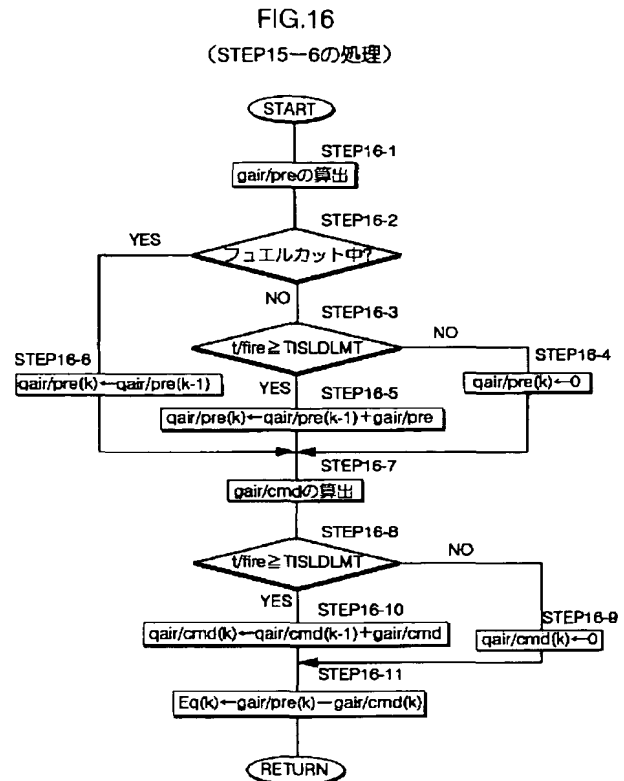 FIG.16
(STEP15-6の処理)
START
STEP16-1
gair/preの算出
STEP16-2
フュエルカット中?
YES
NO
STEP16-3
t/fire≧TISLDLMT
NO
YES
STEP16-4
qair/pre(k)←0
STEP16-6
qair/pre(k)←qair/pre(k-1)
STEP16-5
qair/pre(k)←qair/pre(k-1)+gair/pre
STEP16-7
gair/cmdの算出
STEP16-8
t/fire≧TISLDLMT
NO
YES
STEP16-10
qair/cmd(k)←qair/cmd(k-1)+gair/cmd
STEP16-9
qair/cmd(k)←0
STEP16-11
Eq(k)←gair/pre(k)-gair/cmd(k)
RETURN